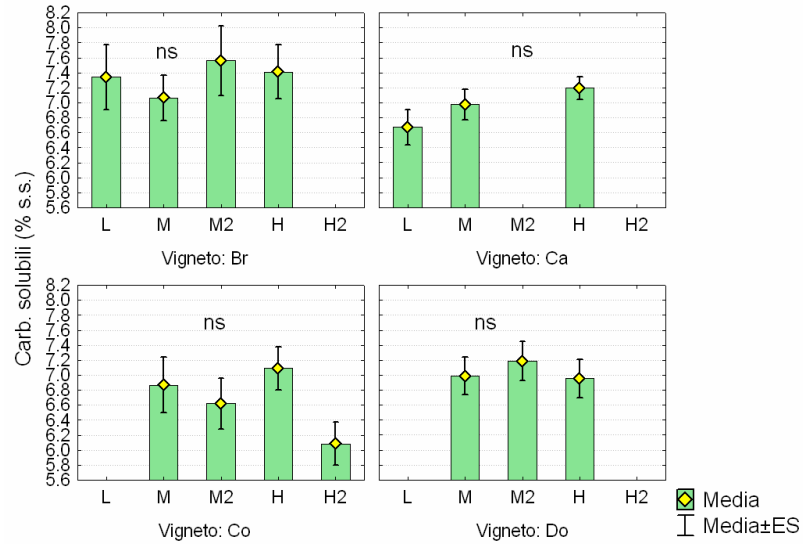 Carb. solubili (% s.s.)
8.2
8.0
7.8
7.6
7.4
7.2
7.0
6.8
6.6
6.4
6.2
6.0
5.8
5.6
ns
ns
L M M2 H H2
L M M2 H H2
Vigneto: Br
Vigneto: Ca
8.2
8.0
7.8
7.6
7.4
7.2
7.0
6.8
6.6
6.4
6.2
6.0
5.8
5.6
ns
ns
L M M2 H H2
L M M2 H H2
Vigneto: Co
Vigneto: Do
Media
Media±ES